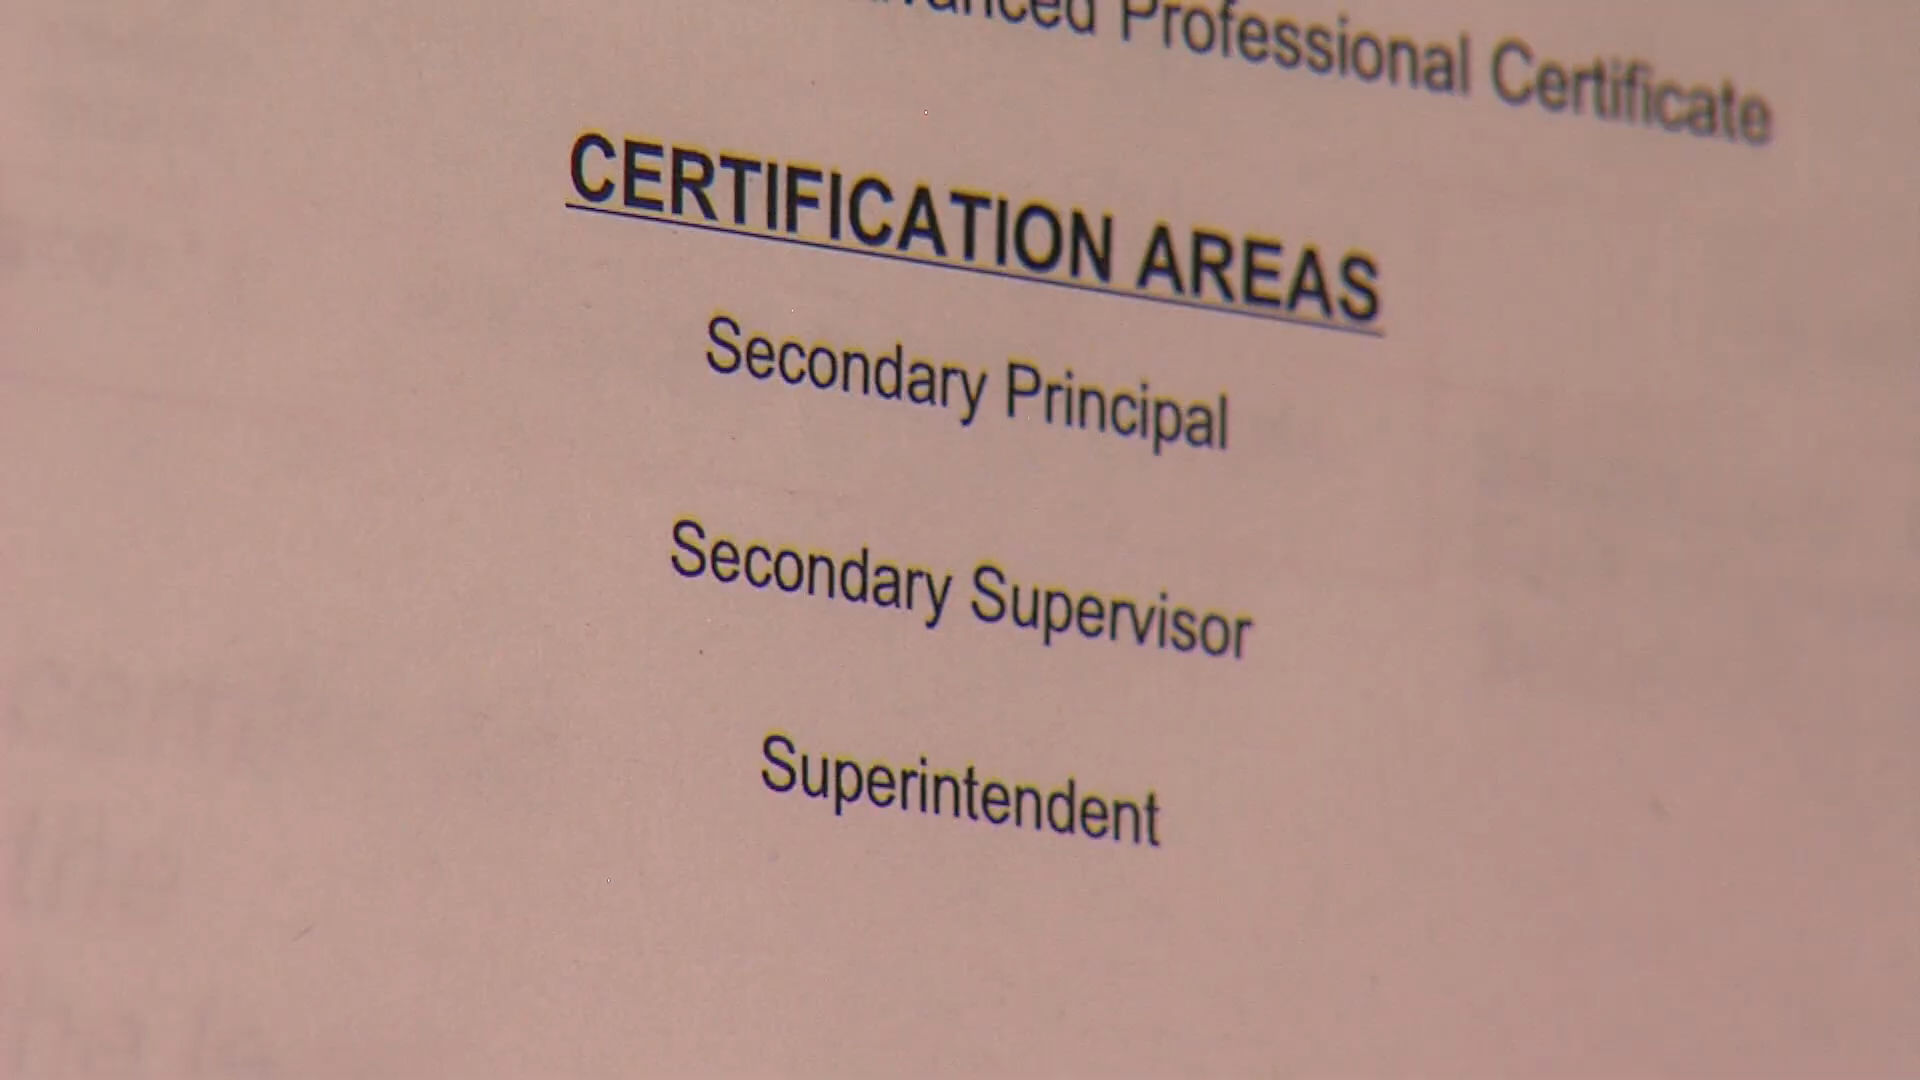 Professional Certificate
CERTIFICATION AREAS
Secondary Principal
Secondary Supervisor
Superintendent